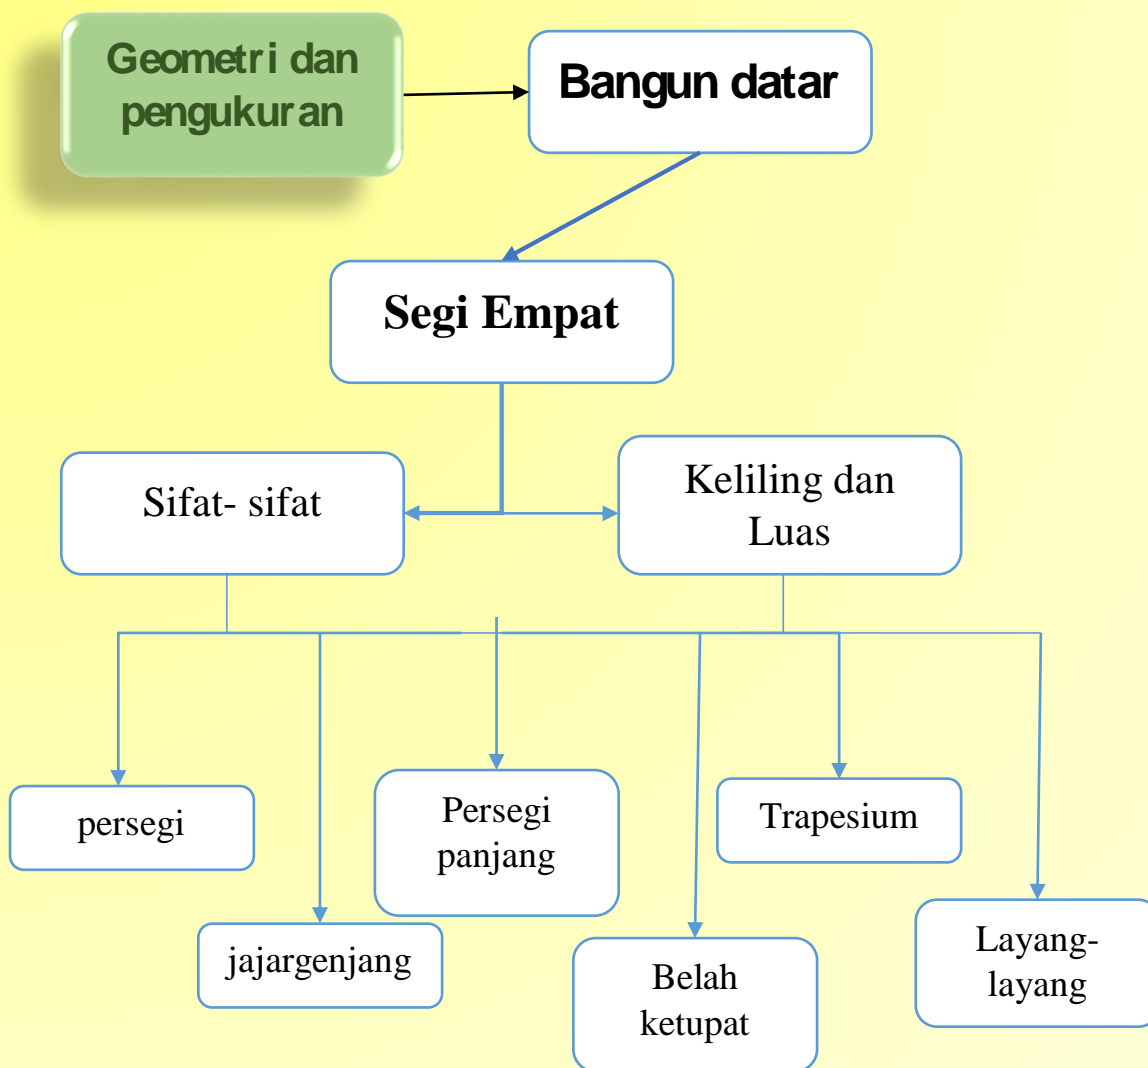 Geometri dan
pengukuran
Bangun datar
Segi Empat
Sifat- sifat
Keliling dan
Luas
persegi
Persegi
panjang
Trapesium
jajargenjang
Belah
ketupat
Layang-
layang